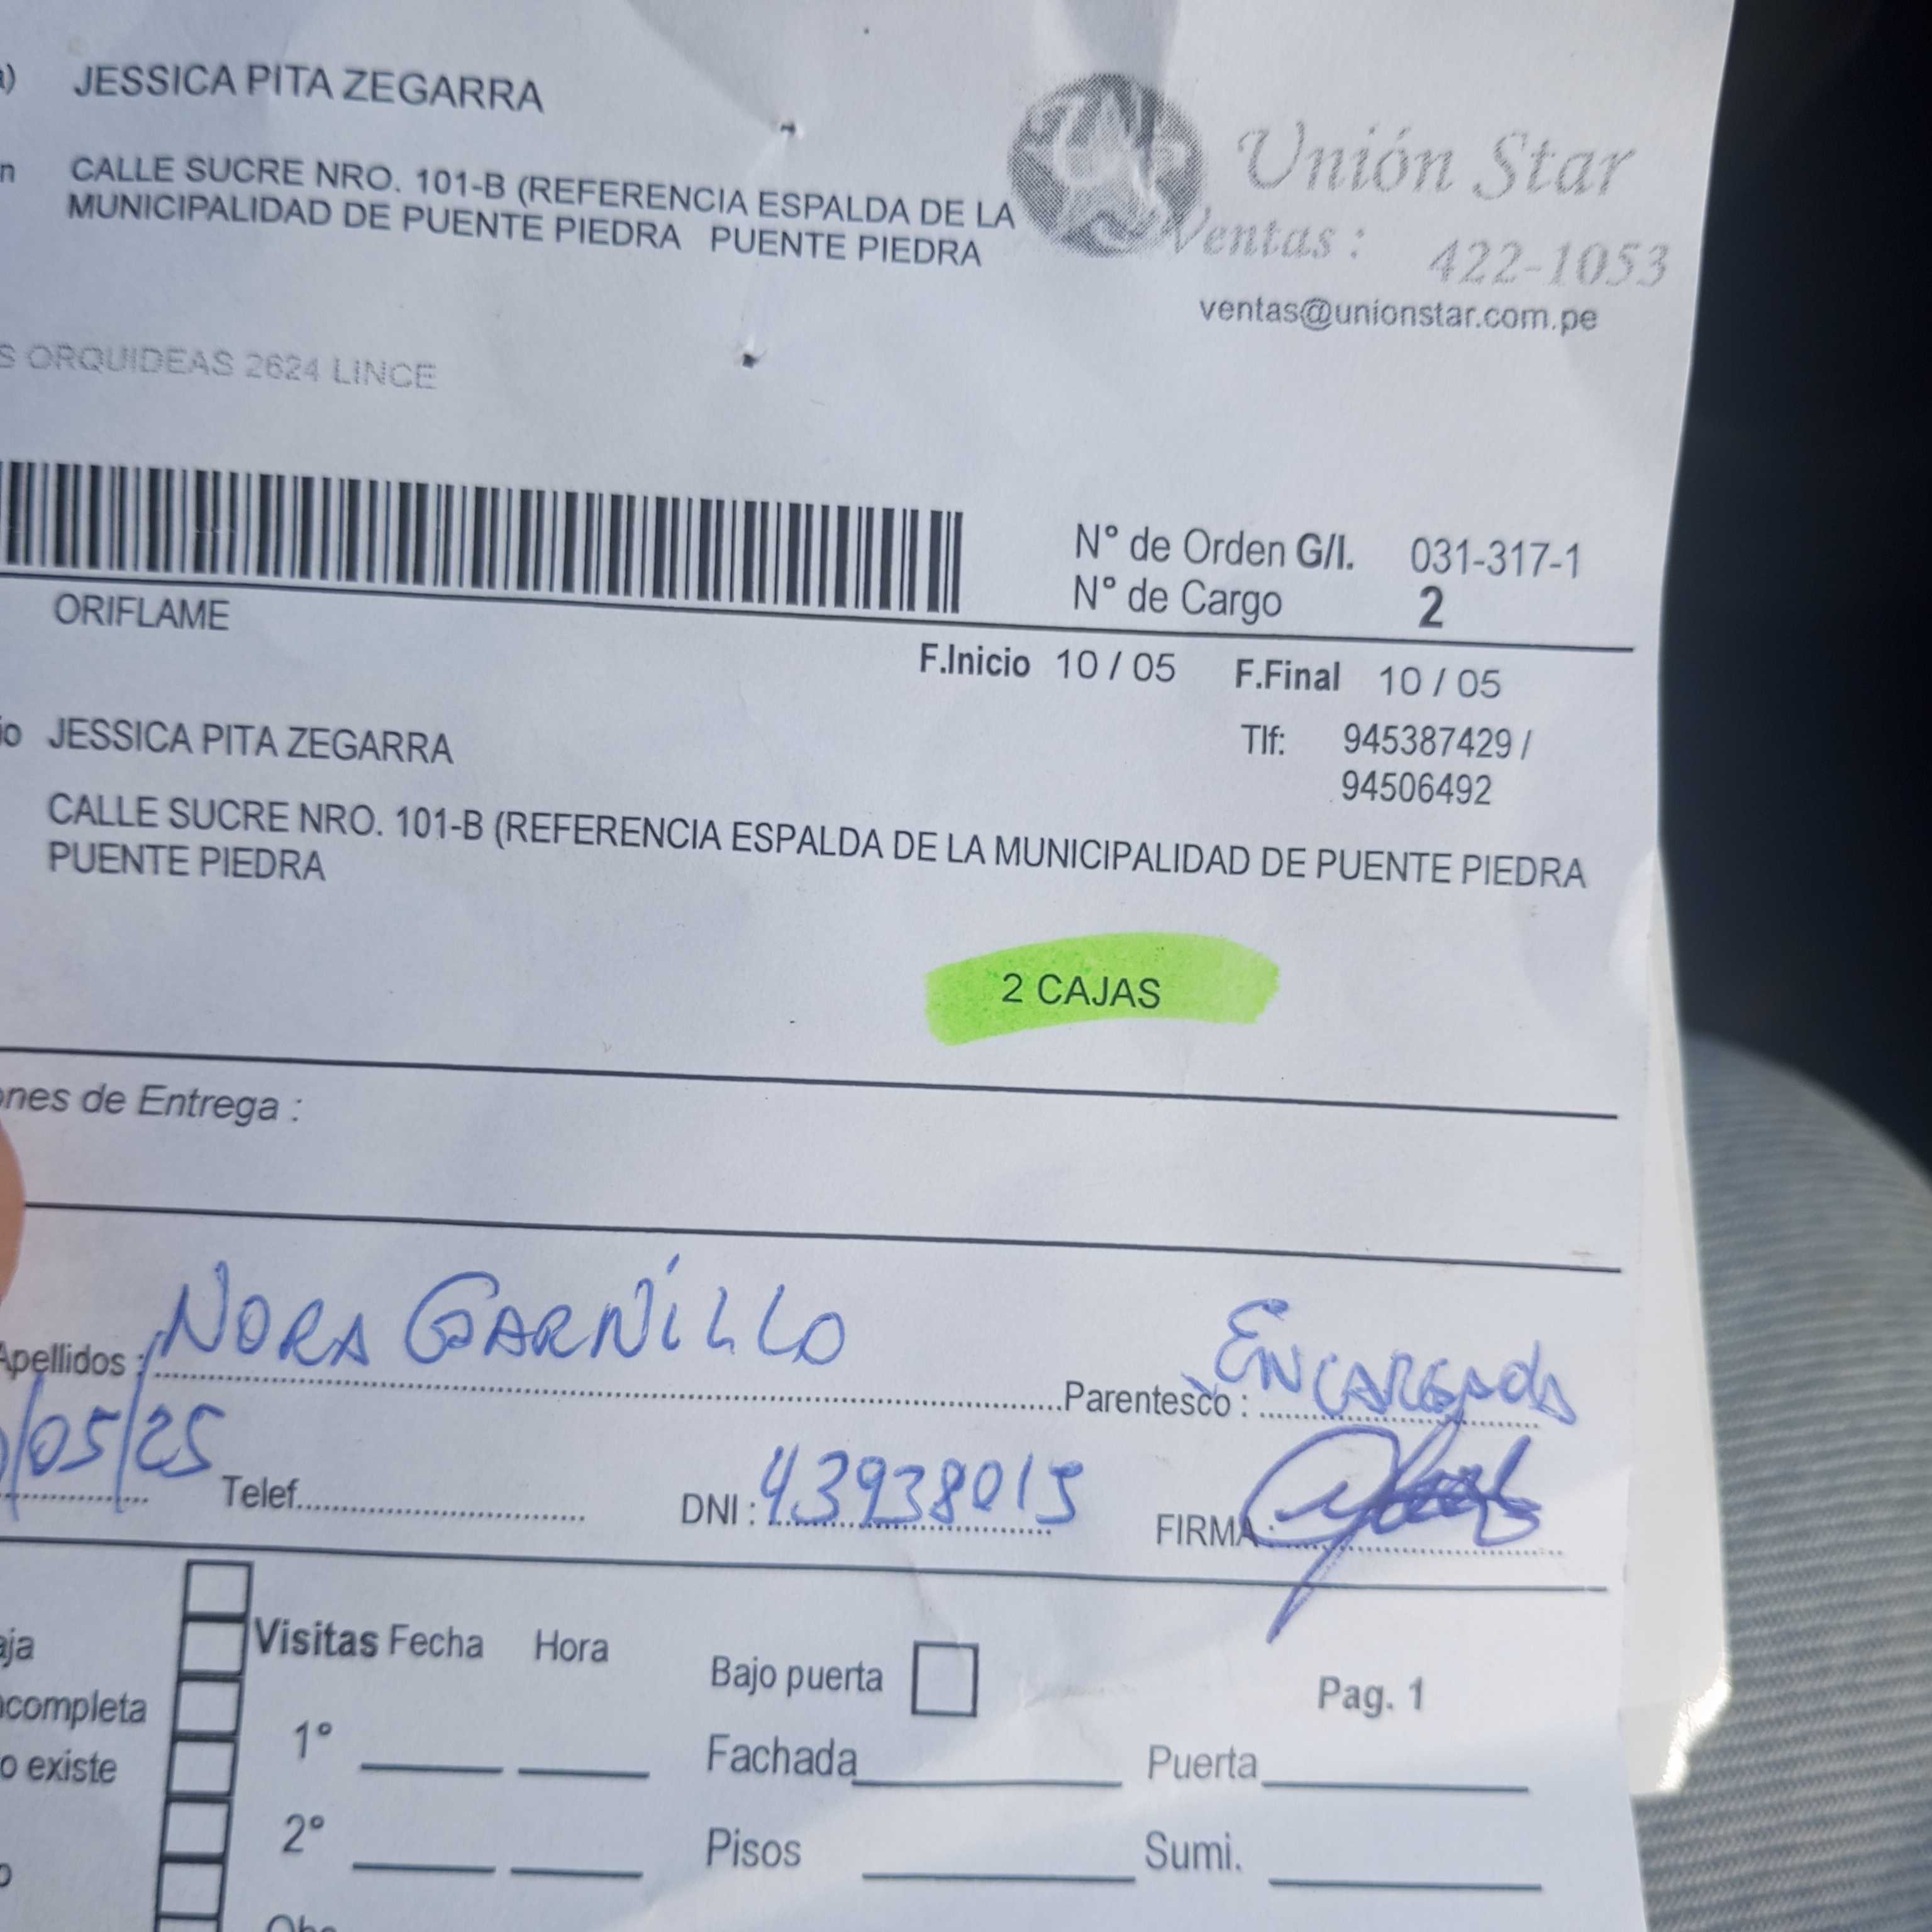 JESSICA PITA ZEGARRA
CALLE SUCRE NRO. 101-B (REFERENCIA ESPALDA DE LA
MUNICIPALIDAD DE PUENTE PIEDRA PUENTE PIEDRA
Unión Star
Ventas : 422-1053
ventas@unionstar.com.pe
S ORQUIDEAS 2624 LINCE
N° de Orden G/I. 031-317-1
N° de Cargo 2
ORIFLAME
F.Inicio 10 / 05 F.Final 10 / 05
io JESSICA PITA ZEGARRA
Tlf: 945387429 /
94506492
CALLE SUCRE NRO. 101-B (REFERENCIA ESPALDA DE LA MUNICIPALIDAD DE PUENTE PIEDRA
PUENTE PIEDRA
2 CAJAS
ones de Entrega :
Apellidos : NORA GARNILLO Parentesco : ENCARGADA
/05/25 Telef. DNI : 43938015 FIRMA :
aja
completa
o existe
o
Visitas Fecha Hora
1°
2°
Bajo puerta
Pag. 1
Fachada Puerta
Pisos Sumi.